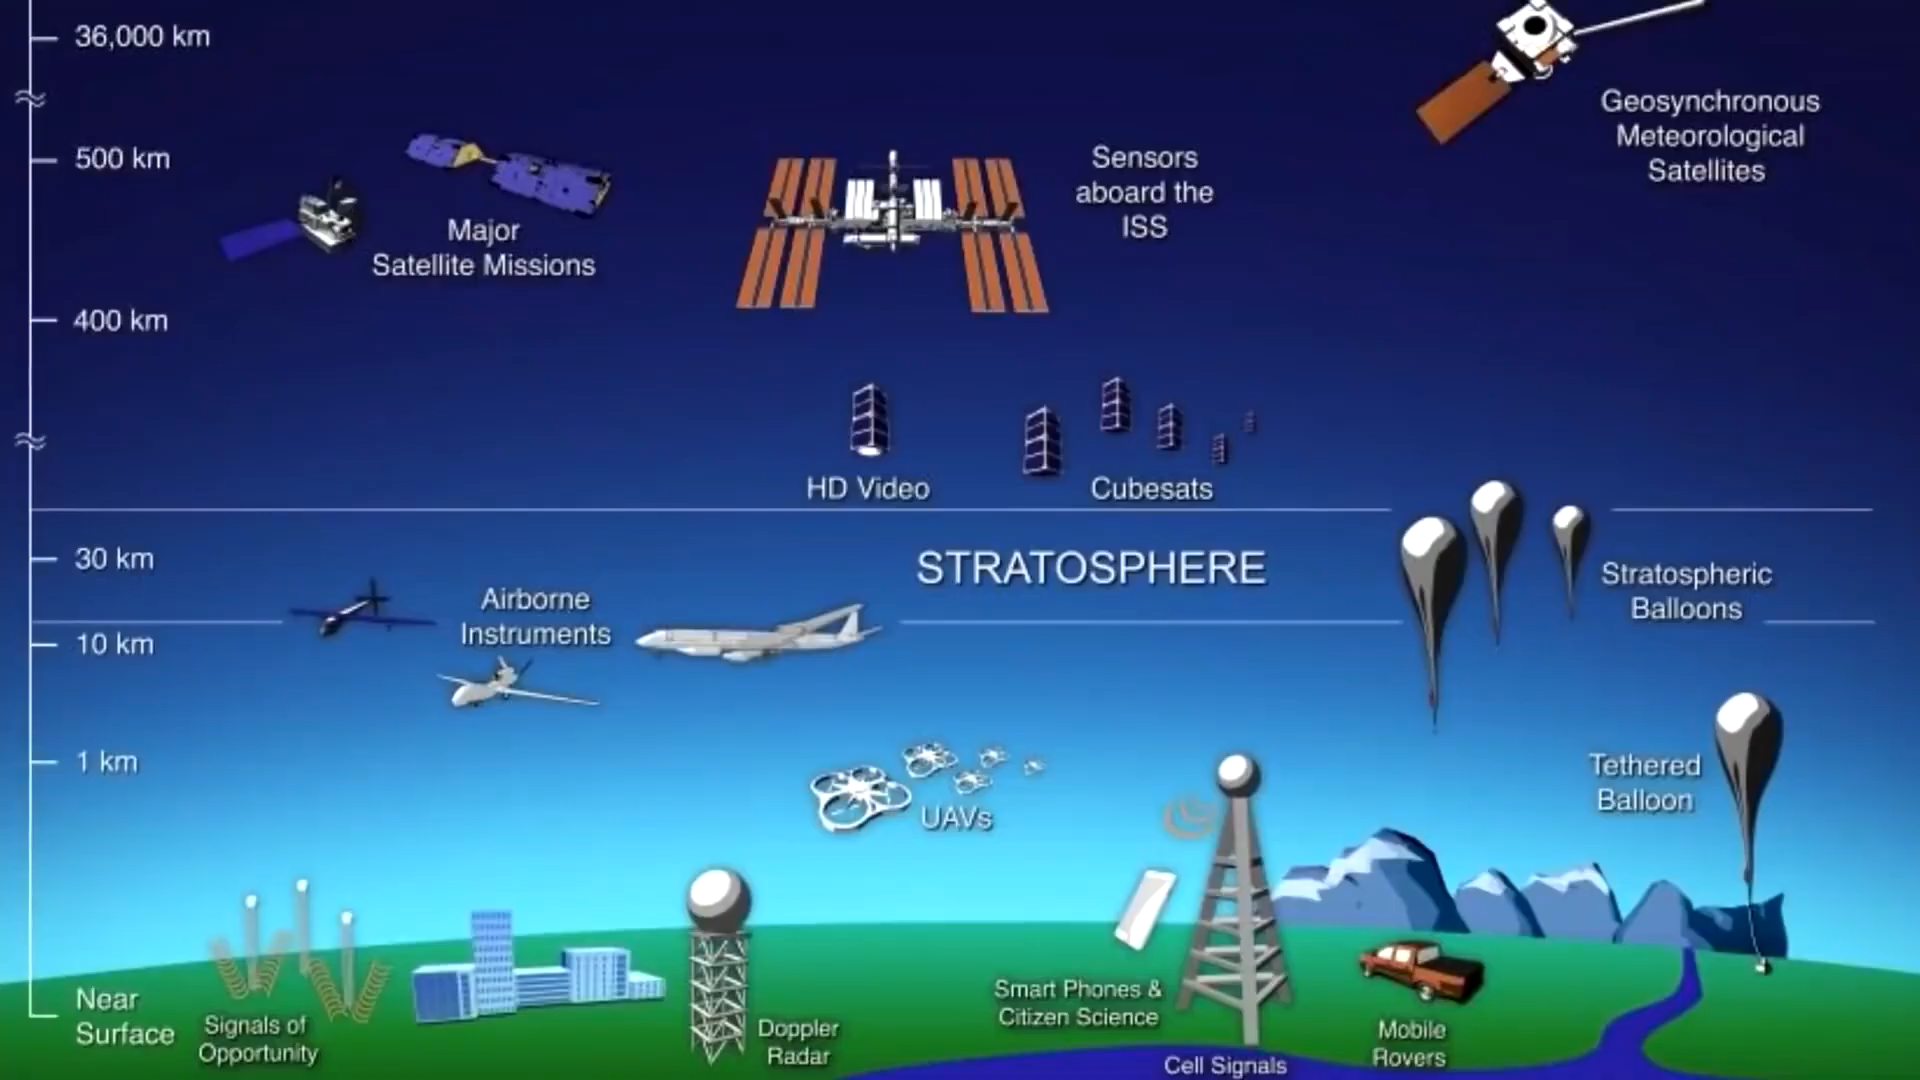 36,000 km
Geosynchronous
Meteorological
Satellites
500 km
Sensors
aboard the
ISS
Major
Satellite Missions
400 km
HD Video
Cubesats
30 km
STRATOSPHERE
Stratospheric
Balloons
Airborne
Instruments
10 km
1 km
Tethered
Balloon
UAVs
Near
Surface
Signals of
Opportunity
Doppler
Radar
Smart Phones &
Citizen Science
Cell Signals
Mobile
Rovers